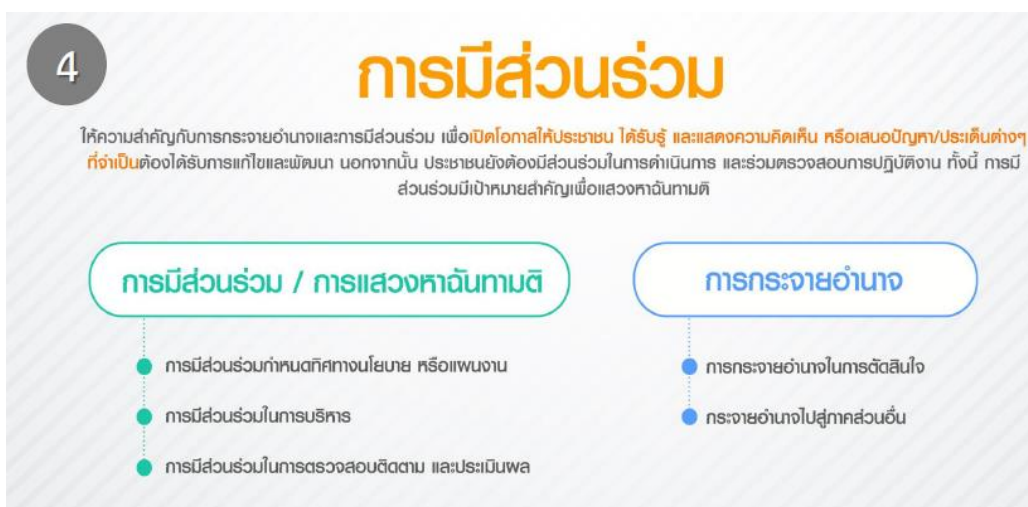 4
การมีส่วนร่วม
ให้ความสำคัญกับการกระจายอำนาจและการมีส่วนร่วม เพื่อเปิดโอกาสให้ประชาชน ได้รับรู้ และแสดงความคิดเห็น หรือเสนอปัญหา/ประเด็นต่างๆ
ที่จำเป็นต้องได้รับการแก้ไขและพัฒนา นอกจากนั้น ประชาชนยังต้องมีส่วนร่วมในการดำเนินการ และร่วมตรวจสอบการปฏิบัติงาน ทั้งนี้ การมี
ส่วนร่วมมีเป้าหมายสำคัญเพื่อแสวงหาฉันทามติ
การมีส่วนร่วม / การแสวงหาฉันทามติ
การมีส่วนร่วมกำหนดทิศทางนโยบาย หรือแผนงาน
การมีส่วนร่วมในการบริหาร
การมีส่วนร่วมในการตรวจสอบติดตาม และประเมินผล
การกระจายอำนาจ
การกระจายอำนาจในการตัดสินใจ
กระจายอำนาจไปสู่ภาคส่วนอื่น